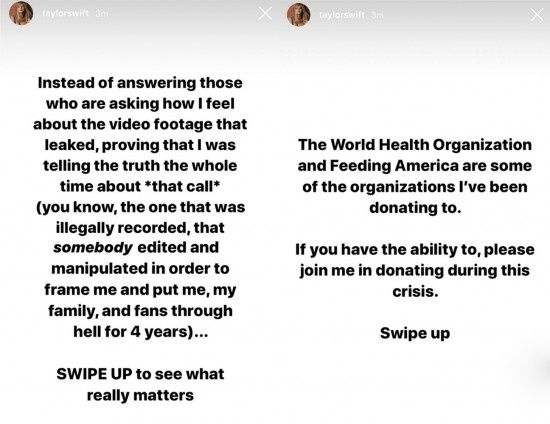 taylorswift 3m
Instead of answering those
who are asking how I feel
about the video footage that
leaked, proving that I was
telling the truth the whole
time about *that call*
(you know, the one that was
illegally recorded, that
somebody edited and
manipulated in order to
frame me and put me, my
family, and fans through
hell for 4 years)...
SWIPE UP to see what
really matters
taylorswift 3m
The World Health Organization
and Feeding America are some
of the organizations I've been
donating to.
If you have the ability to, please
join me in donating during this
crisis.
Swipe up